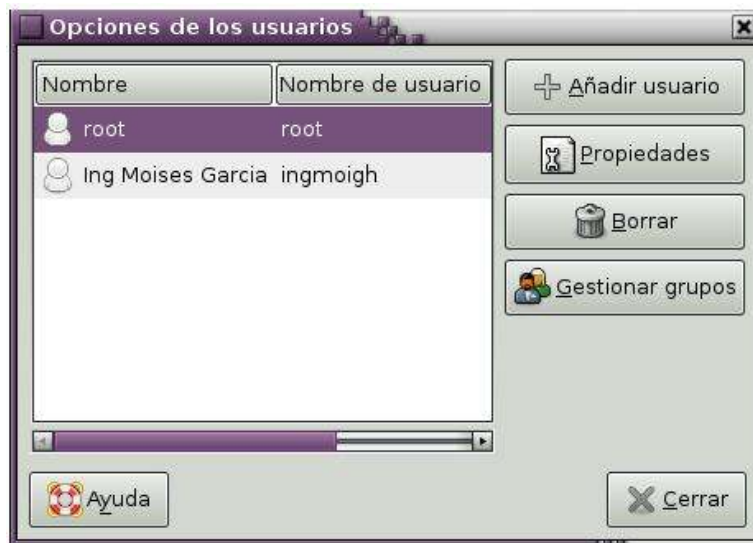 Opciones de los usuarios
Nombre
Nombre de usuario
root
root
Ing Moises Garcia
ingmoigh
Añadir usuario
Propiedades
Borrar
Gestionar grupos
Ayuda
Cerrar